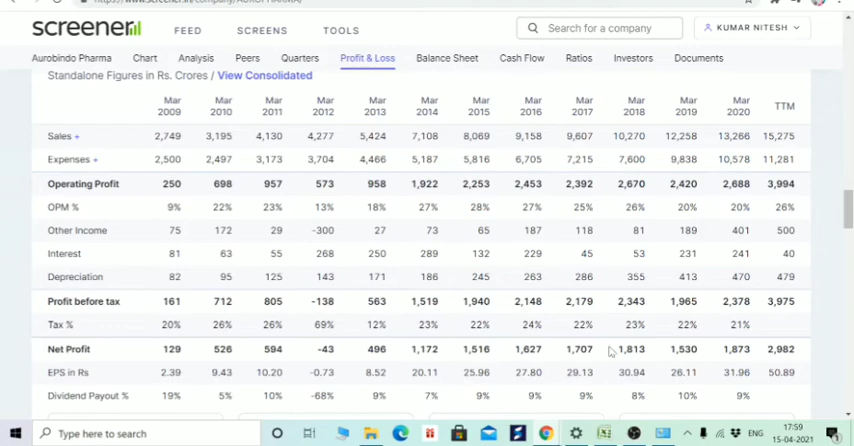 https://www.screener.in/company/AUROPHARMA/
screener
FEED SCREENS TOOLS
Search for a company
KUMAR NITESH
Aurobindo Pharma Chart Analysis Peers Quarters Profit & Loss Balance Sheet Cash Flow Ratios Investors Documents
Standalone Figures in Rs. Crores / View Consolidated
Mar 2009 Mar 2010 Mar 2011 Mar 2012 Mar 2013 Mar 2014 Mar 2015 Mar 2016 Mar 2017 Mar 2018 Mar 2019 Mar 2020 TTM
Sales + 2,749 3,195 4,130 4,277 5,424 7,108 8,069 9,158 9,607 10,270 12,258 13,266 15,275
Expenses + 2,500 2,497 3,173 3,704 4,466 5,187 5,816 6,705 7,215 7,600 9,838 10,578 11,281
Operating Profit 250 698 957 573 958 1,922 2,253 2,453 2,392 2,670 2,420 2,688 3,994
OPM % 9% 22% 23% 13% 18% 27% 28% 27% 25% 26% 20% 20% 26%
Other Income 75 172 29 -300 27 73 65 187 118 81 189 401 500
Interest 81 63 55 268 250 289 132 229 45 53 231 241 40
Depreciation 82 95 125 143 171 186 245 263 286 355 413 470 479
Profit before tax 161 712 805 -138 563 1,519 1,940 2,148 2,179 2,343 1,965 2,378 3,975
Tax % 20% 26% 26% 69% 12% 23% 22% 24% 22% 23% 22% 21%
Net Profit 129 526 594 -43 496 1,172 1,516 1,627 1,707 1,813 1,530 1,873 2,982
EPS in Rs 2.39 9.43 10.20 -0.73 8.52 20.11 25.96 27.80 29.13 30.94 26.11 31.96 50.89
Dividend Payout % 19% 5% 10% -68% 9% 7% 9% 9% 9% 8% 10% 9%
Type here to search
ENG
17:59
15-04-2021